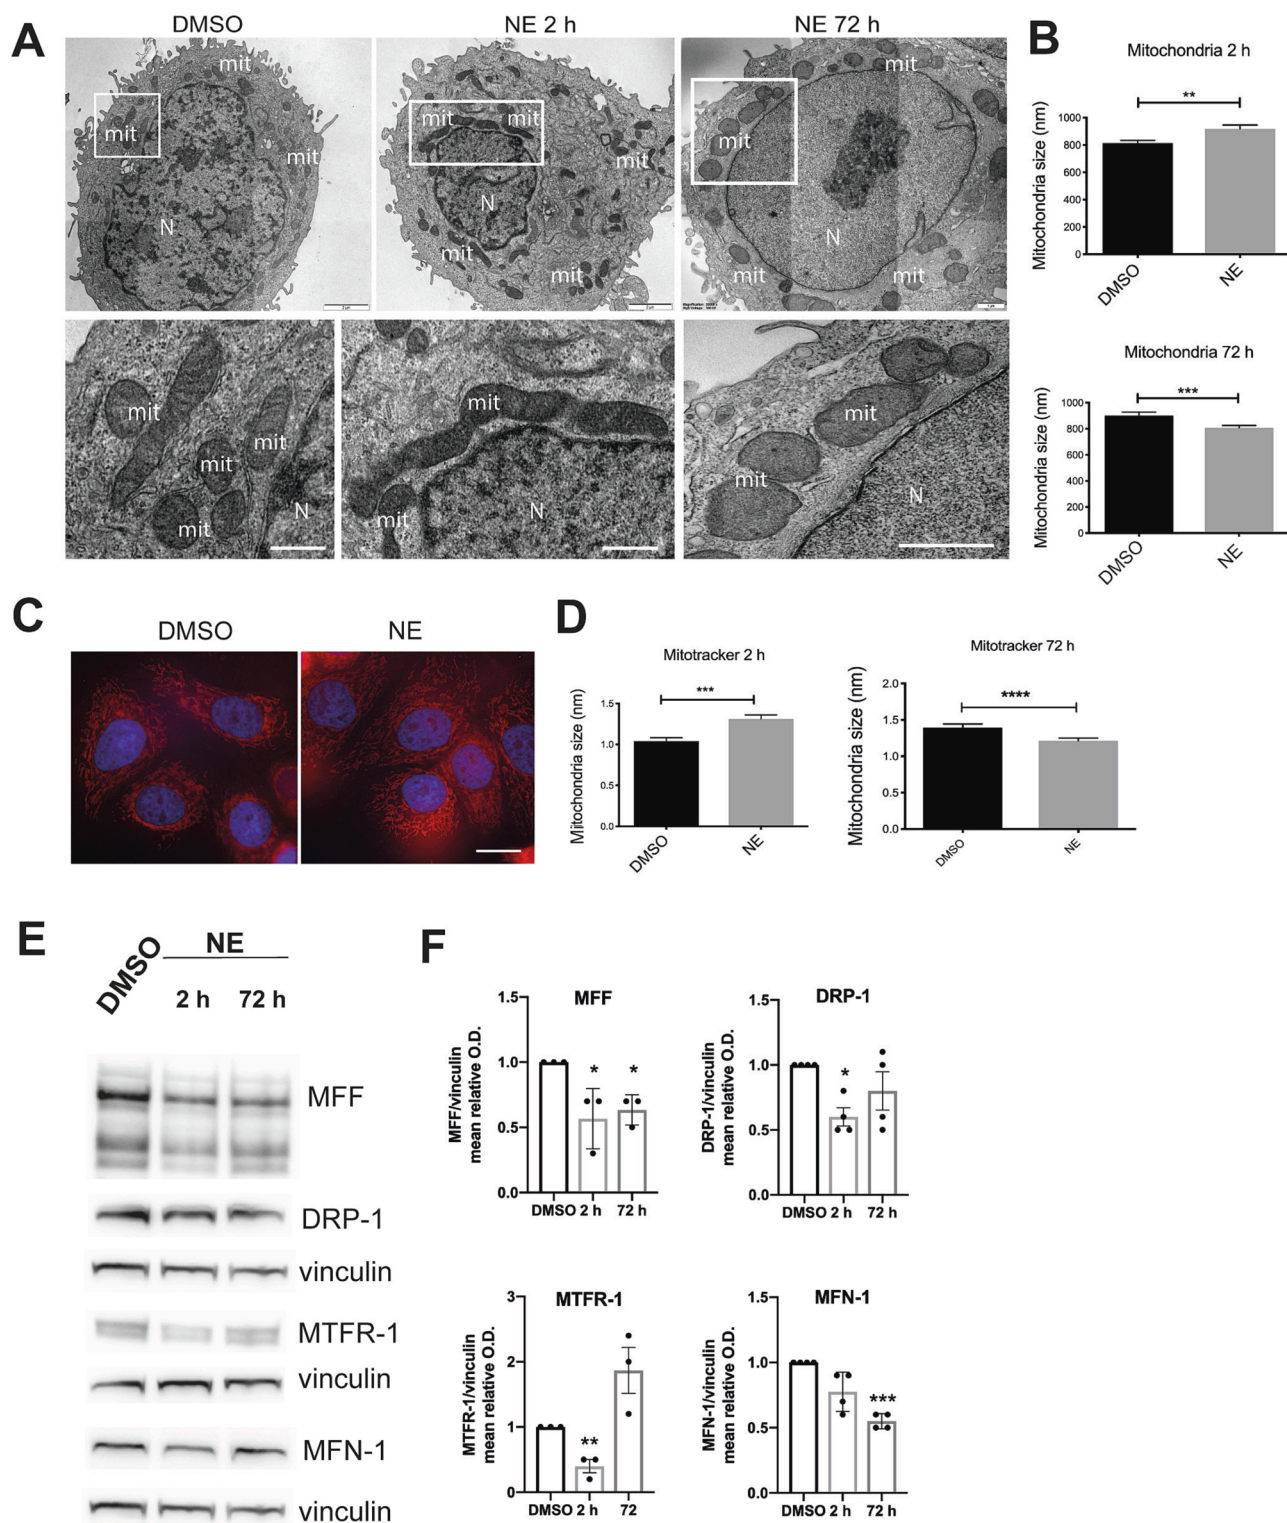 A
DMSO
NE 2 h
NE 72 h
mit
mit
mit
N
mit
mit
mit
N
mit
mit
mit
mit
N
mit
mit
2 µm
2 µm
1 µm
mit
mit
mit
mit
N
mit
mit
N
mit
mit
N
B
Mitochondria 2 h
**
Mitochondria size (nm)
1000
800
600
400
200
0
DMSO
NE
Mitochondria 72 h
***
Mitochondria size (nm)
1000
800
600
400
200
0
DMSO
NE
C
DMSO
NE
D
Mitotracker 2 h
***
Mitochondria size (nm)
1.5
1.0
0.5
0.0
DMSO
NE
Mitotracker 72 h
****
Mitochondria size (nm)
2.0
1.5
1.0
0.5
0.0
DMSO
NE
E
DMSO
NE
2 h
72 h
MFF
DRP-1
vinculin
MTFR-1
vinculin
MFN-1
vinculin
F
MFF
MFF/vinculin
mean relative O.D.
1.5
1.0
0.5
0.0
*
*
DMSO 2 h 72 h
DRP-1
DRP-1/vinculin
mean relative O.D.
1.5
1.0
0.5
0.0
*
DMSO 2 h 72 h
MTFR-1
MTFR-1/vinculin
mean relative O.D.
3
2
1
0
**
DMSO 2 h 72
MFN-1
MFN-1/vinculin
mean relative O.D.
1.5
1.0
0.5
0.0
***
DMSO 2 h 72 h